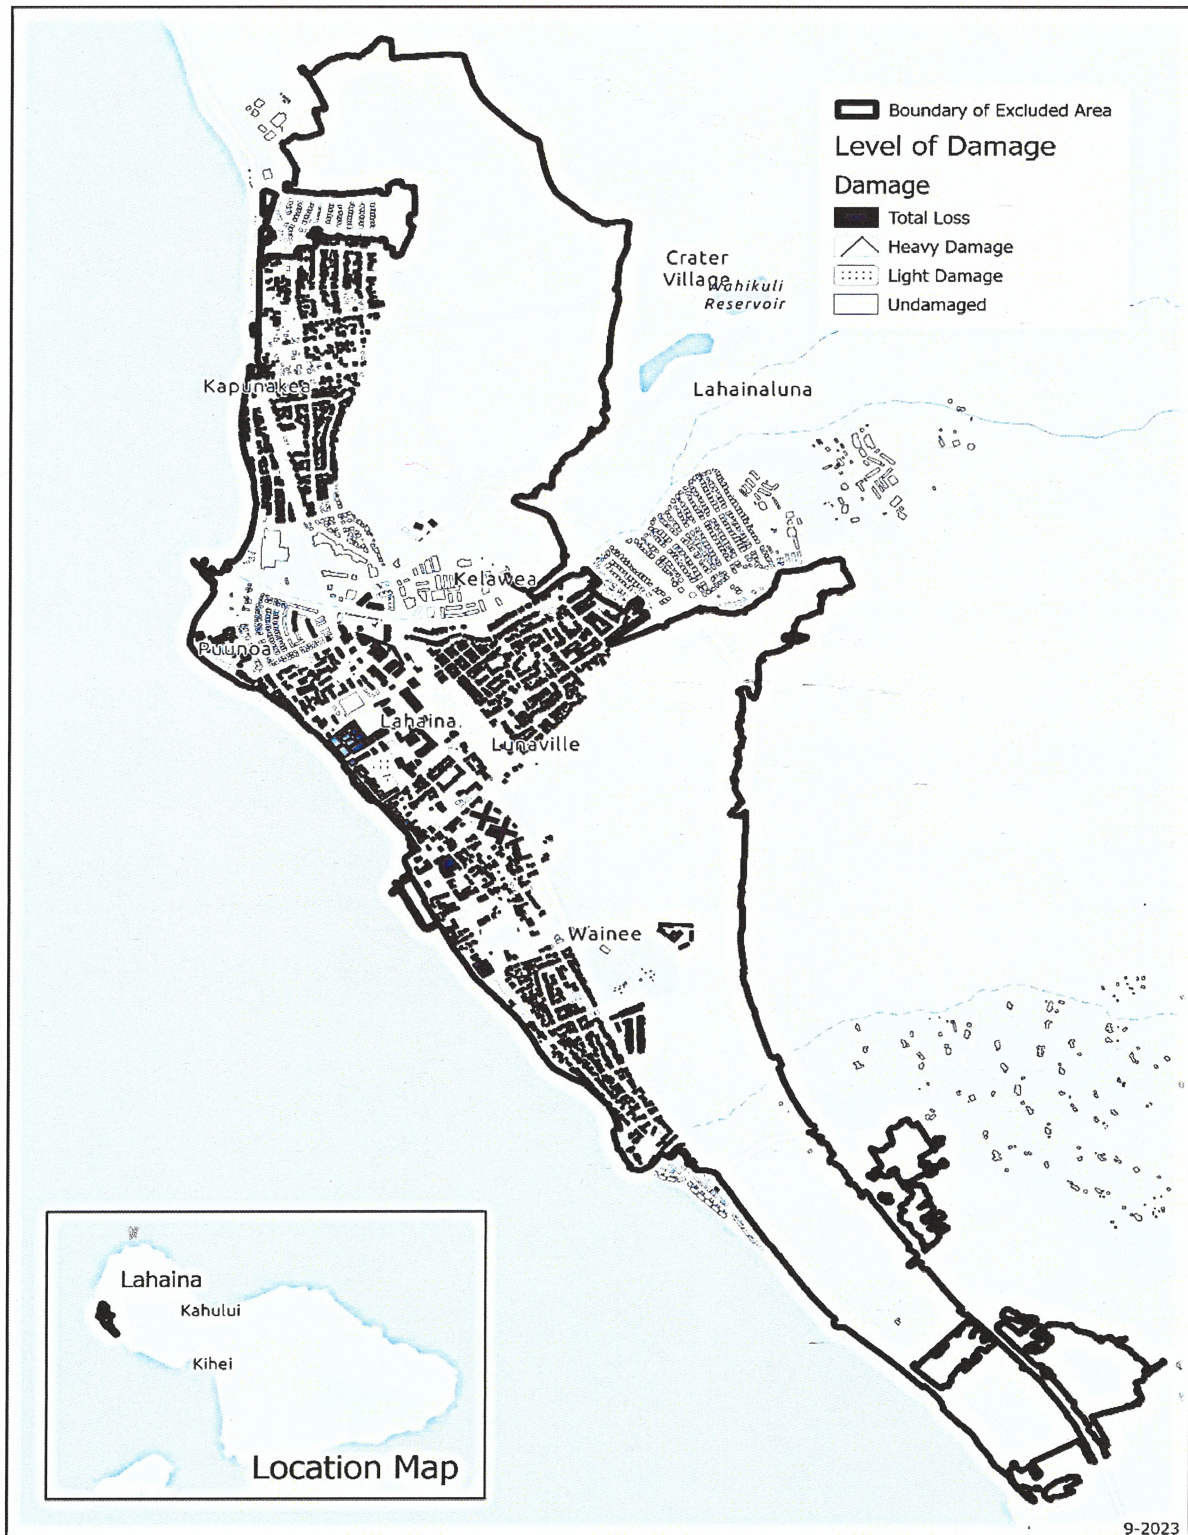 Boundary of Excluded Area
Level of Damage
Damage
Total Loss
Heavy Damage
Light Damage
Undamaged
Crater
Village
Wahikuli
Reservoir
Kapunakea
Lahainaluna
Kelawea
Puunoa
Lahaina
Lunaville
Wainee
Lahaina
Kahului
Kihei
Location Map
9-2023